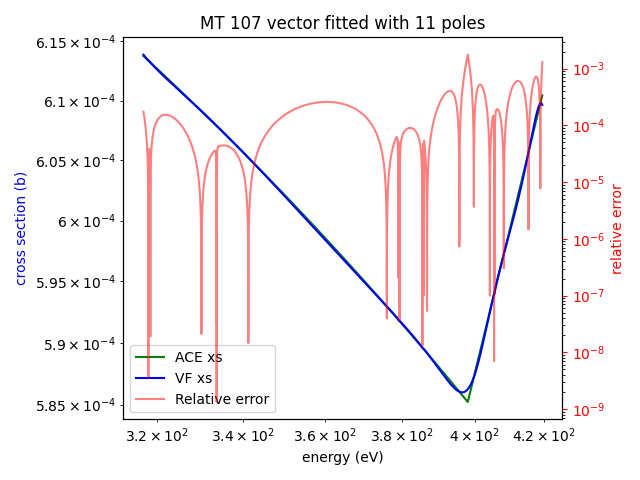 MT 107 vector fitted with 11 poles
6.15 × 10⁻⁴
6.1 × 10⁻⁴
6.05 × 10⁻⁴
6 × 10⁻⁴
5.95 × 10⁻⁴
5.9 × 10⁻⁴
5.85 × 10⁻⁴
cross section (b)
10⁻³
10⁻⁴
10⁻⁵
10⁻⁶
10⁻⁷
10⁻⁸
10⁻⁹
relative error
ACE xs
VF xs
Relative error
3.2 × 10² 3.4 × 10² 3.6 × 10² 3.8 × 10² 4 × 10² 4.2 × 10²
energy (eV)